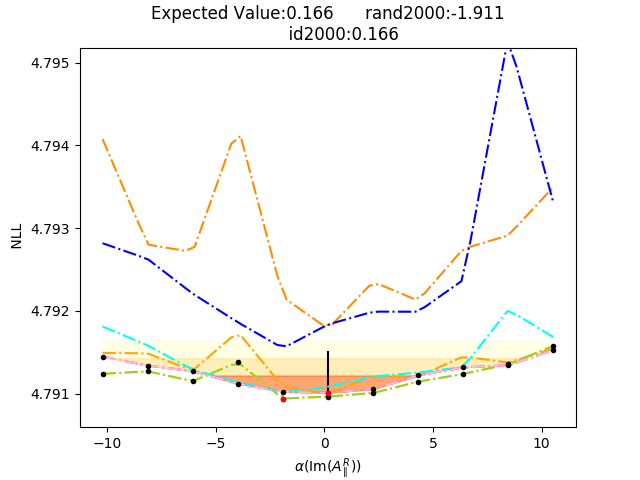 Expected Value:0.166 rand2000:-1.911
id2000:0.166
4.795
4.794
4.793
4.792
4.791
NLL
−10
−5
0
5
10
α(Im(A∥^R))